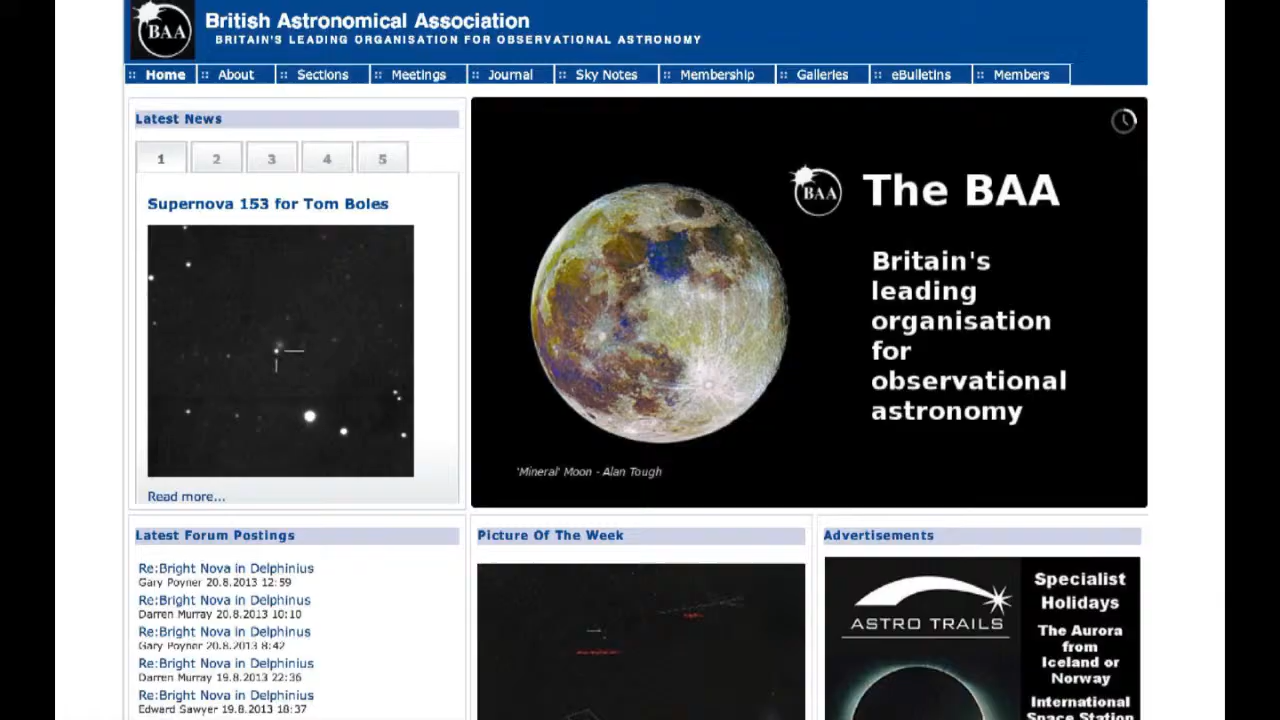 BAA
British Astronomical Association
BRITAIN'S LEADING ORGANISATION FOR OBSERVATIONAL ASTRONOMY
:: Home :: About :: Sections :: Meetings :: Journal :: Sky Notes :: Membership :: Galleries :: eBulletins :: Members
Latest News
1 2 3 4 5
Supernova 153 for Tom Boles
Read more...
BAA The BAA
Britain's
leading
organisation
for
observational
astronomy
'Mineral' Moon - Alan Tough
Latest Forum Postings
Re:Bright Nova in Delphinius
Gary Poyner 20.8.2013 12:59
Re:Bright Nova in Delphinius
Darren Murray 20.8.2013 10:10
Re:Bright Nova in Delphinius
Gary Poyner 20.8.2013 8:42
Re:Bright Nova in Delphinius
Darren Murray 19.8.2013 22:36
Re:Bright Nova in Delphinius
Edward Sawyer 19.8.2013 18:37
Picture Of The Week
Advertisements
ASTRO TRAILS
Specialist
Holidays
The Aurora
from
Iceland or
Norway
International
Space Station